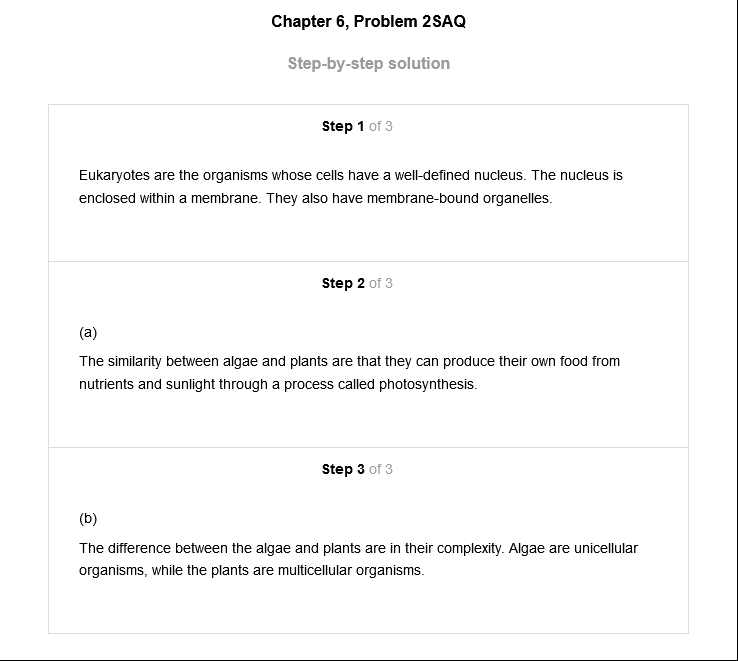 Chapter 6, Problem 2SAQ
Step-by-step solution
Step 1 of 3
Eukaryotes are the organisms whose cells have a well-defined nucleus. The nucleus is
enclosed within a membrane. They also have membrane-bound organelles.
Step 2 of 3
(a)
The similarity between algae and plants are that they can produce their own food from
nutrients and sunlight through a process called photosynthesis.
Step 3 of 3
(b)
The difference between the algae and plants are in their complexity. Algae are unicellular
organisms, while the plants are multicellular organisms.